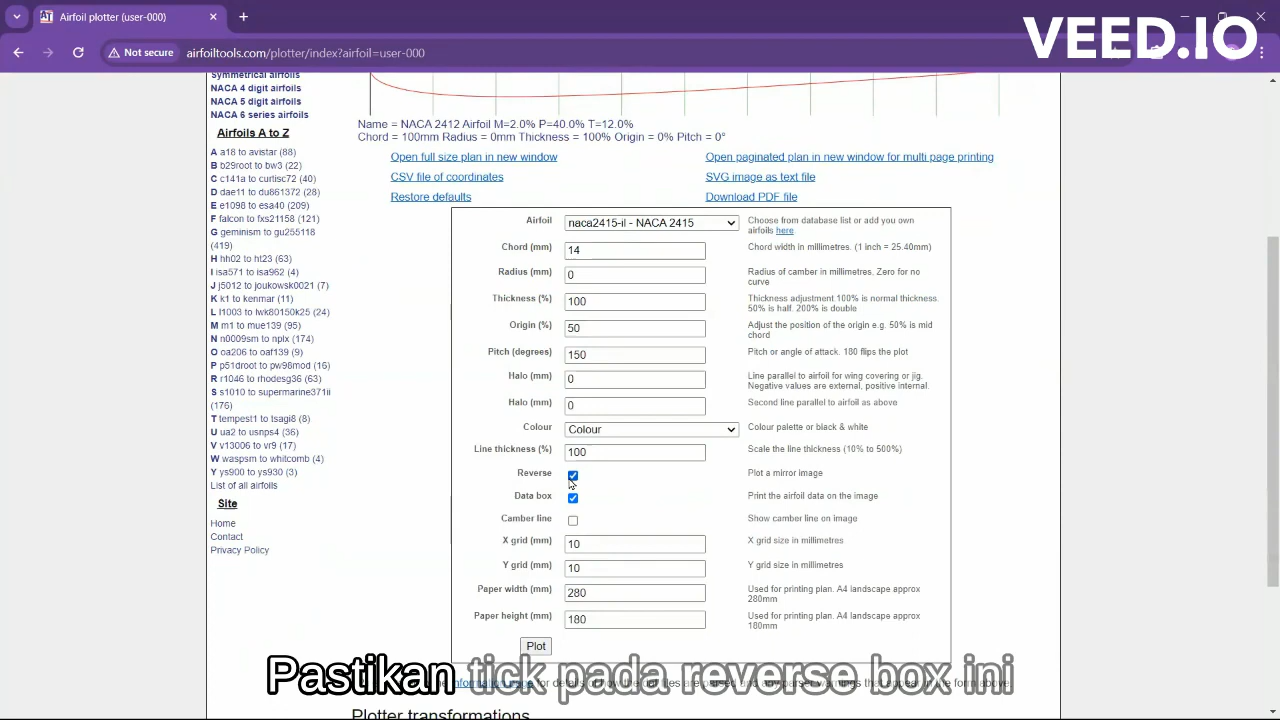 Airfoil plotter (user-000)
Not secure
airfoiltools.com/plotter/index?airfoil=user-000
VEED.IO
Symmetrical airfoils
NACA 4 digit airfoils
NACA 5 digit airfoils
NACA 6 series airfoils
Airfoils A to Z
A a18 to avistar (88)
B b29root to bw3 (22)
C c141a to curtisc72 (40)
D dae11 to du861372 (28)
E e1098 to esa40 (209)
F falcon to fxs21158 (121)
G geminism to gu255118
(419)
H hh02 to ht23 (63)
I isa571 to isa962 (4)
J j5012 to joukowsk0021 (7)
K k1 to kenmar (11)
L l1003 to lwk80150k25 (24)
M m1 to mue139 (95)
N n0009sm to nplx (174)
O oa206 to oaf139 (9)
P p51droot to pw98mod (16)
R r1046 to rhodesg36 (63)
S s1010 to supermarine371ii
(176)
T tempest1 to tsagi8 (8)
U ua2 to usnps4 (36)
V v13006 to vr9 (17)
W waspsm to whitcomb (4)
Y ys900 to ys930 (3)
List of all airfoils
Site
Home
Contact
Privacy Policy
Name = NACA 2412 Airfoil M=2.0% P=40.0% T=12.0%
Chord = 100mm Radius = 0mm Thickness = 100% Origin = 0% Pitch = 0°
Open full size plan in new window
Open paginated plan in new window for multi page printing
CSV file of coordinates
SVG image as text file
Restore defaults
Download PDF file
Airfoil naca2415-il - NACA 2415 Choose from database list or add you own
airfoils here
Chord (mm) 14 Chord width in millimetres. (1 inch = 25.40mm)
Radius (mm) 0 Radius of camber in millimetres. Zero for no
curve
Thickness (%) 100 Thickness adjustment.100% is normal thickness.
50% is half. 200% is double
Origin (%) 50 Adjust the position of the origin e.g. 50% is mid
chord
Pitch (degrees) 150 Pitch or angle of attack. 180 flips the plot
Halo (mm) 0 Line parallel to airfoil for wing covering or jig.
Negative values are external, positive internal.
Halo (mm) 0 Second line parallel to airfoil as above
Colour Colour Colour palette or black & white
Line thickness (%) 100 Scale the line thickness (10% to 500%)
Reverse Plot a mirror image
Data box Print the airfoil data on the image
Camber line Show camber line on image
X grid (mm) 10 X grid size in millimetres
Y grid (mm) 10 Y grid size in millimetres
Paper width (mm) 280 Used for printing plan. A4 landscape approx
280mm
Paper height (mm) 180 Used for printing plan. A4 landscape approx
180mm
Plot
Pastikan tick pada reverse box ini
Plotter transformations